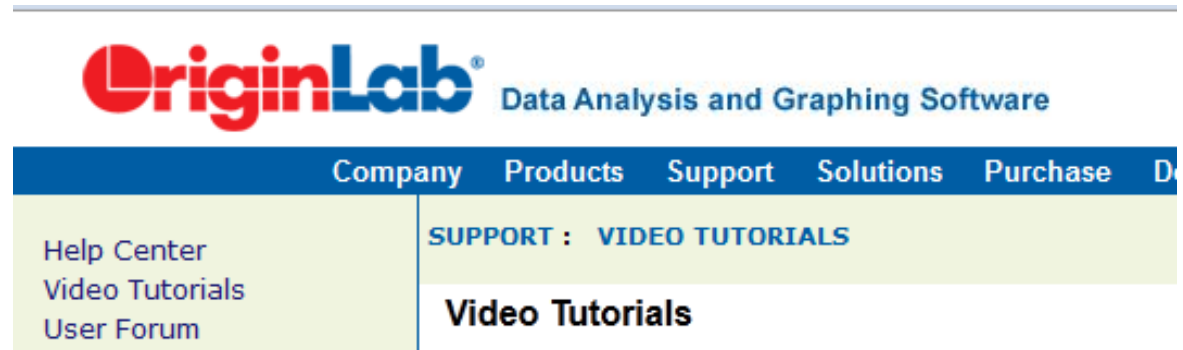 OriginLab® Data Analysis and Graphing Software
Company Products Support Solutions Purchase
Help Center
Video Tutorials
User Forum
SUPPORT : VIDEO TUTORIALS
Video Tutorials